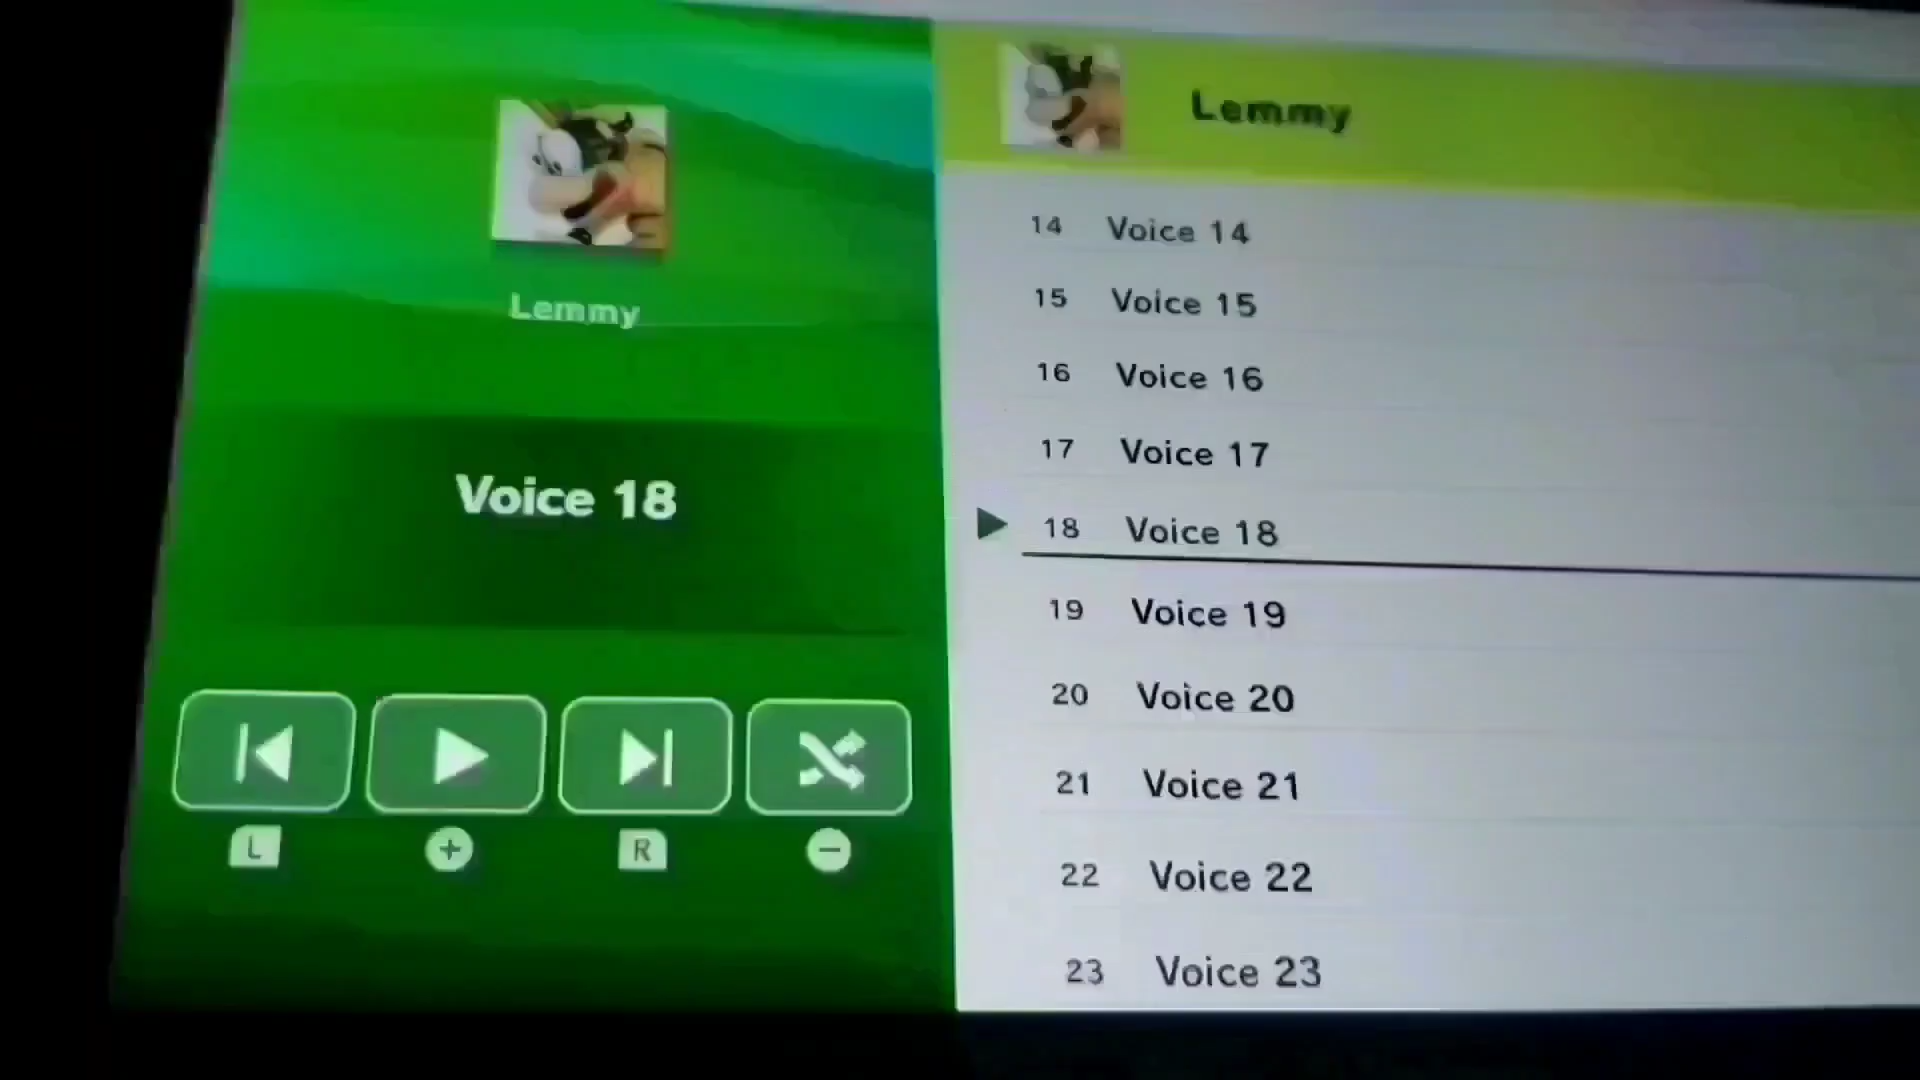 Lemmy
Voice 18
L
R
Lemmy
14 Voice 14
15 Voice 15
16 Voice 16
17 Voice 17
18 Voice 18
19 Voice 19
20 Voice 20
21 Voice 21
22 Voice 22
23 Voice 23